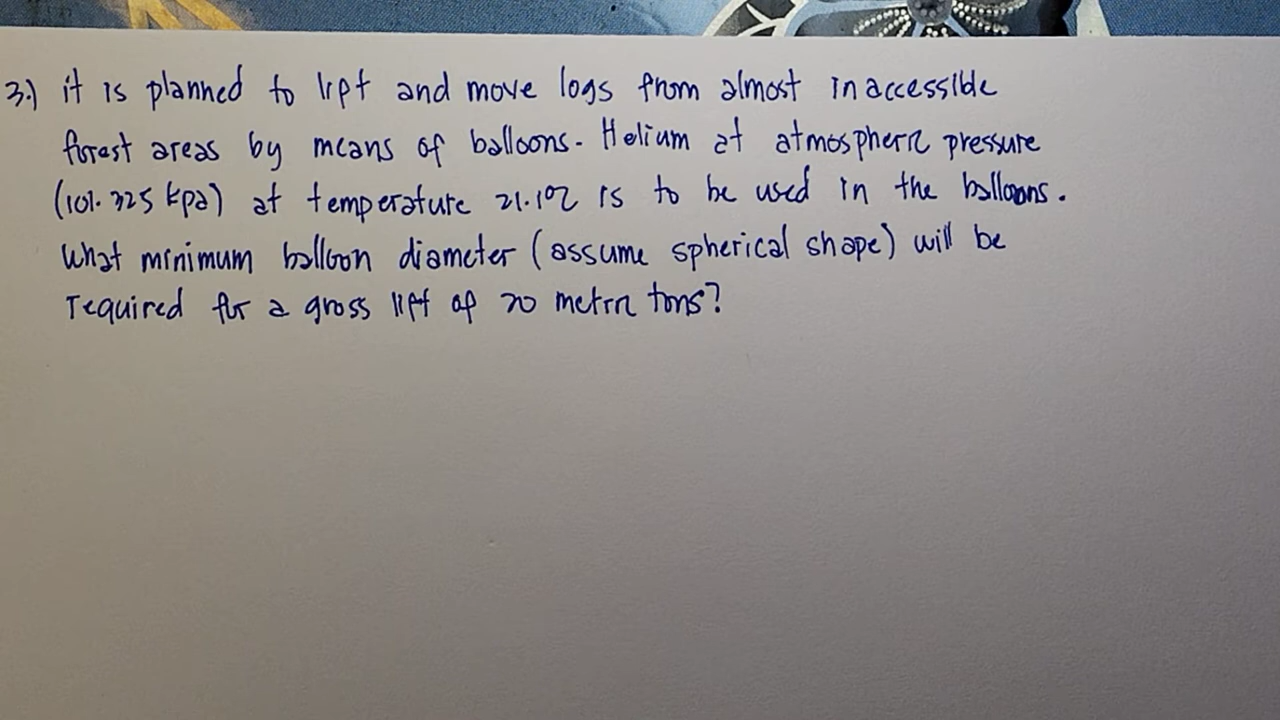 3.) it is planned to lift and move logs from almost inaccessible
forest areas by means of balloons. Helium at atmospheric pressure
(101.325 kpa) at temperature 21.1°C is to be used in the balloons.
What minimum balloon diameter (assume spherical shape) will be
required for a gross lift of 20 metric tons?